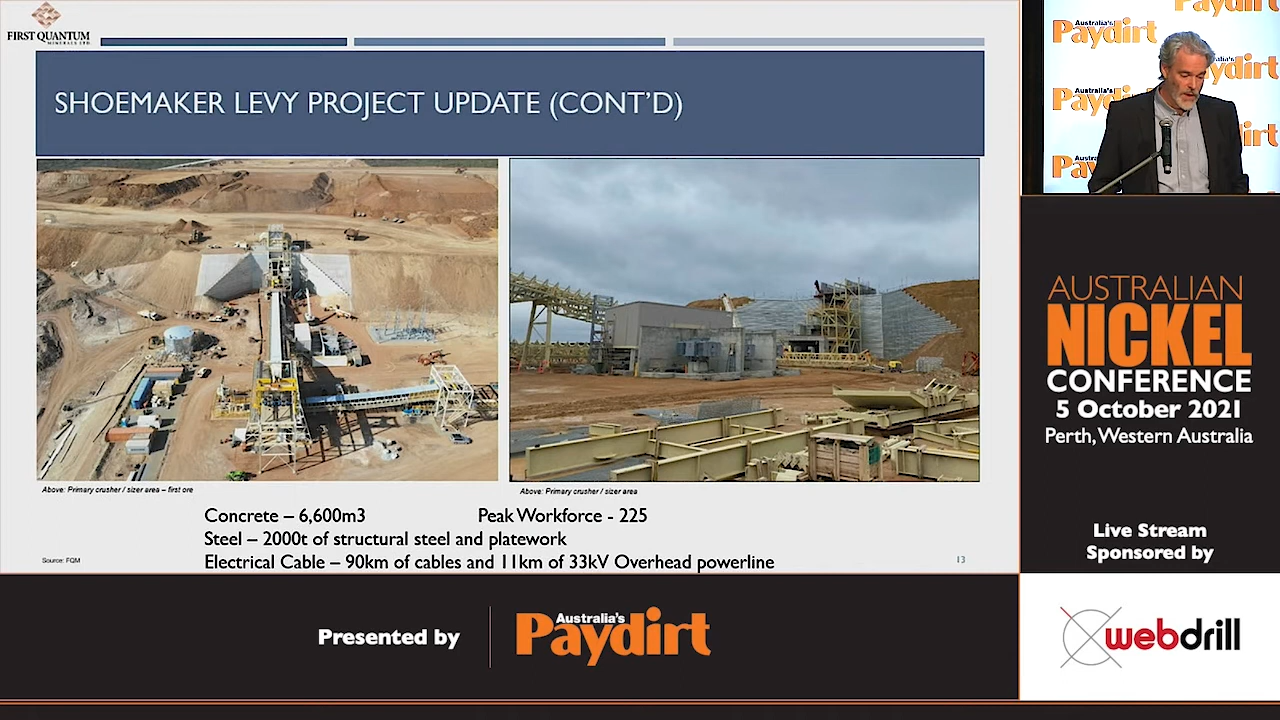 FIRST QUANTUM
MINERALS LTD
SHOEMAKER LEVY PROJECT UPDATE (CONT'D)
Above: Primary crusher / sizer area – first ore
Above: Primary crusher / sizer area
Concrete – 6,600m3 Peak Workforce - 225
Steel – 2000t of structural steel and platework
Electrical Cable – 90km of cables and 11km of 33kV Overhead powerline
Source: FQM
13
Australia's
Paydirt
AUSTRALIAN
NICKEL
CONFERENCE
5 October 2021
Perth, Western Australia
Live Stream
Sponsored by
webdrill
Presented by
Australia's
Paydirt